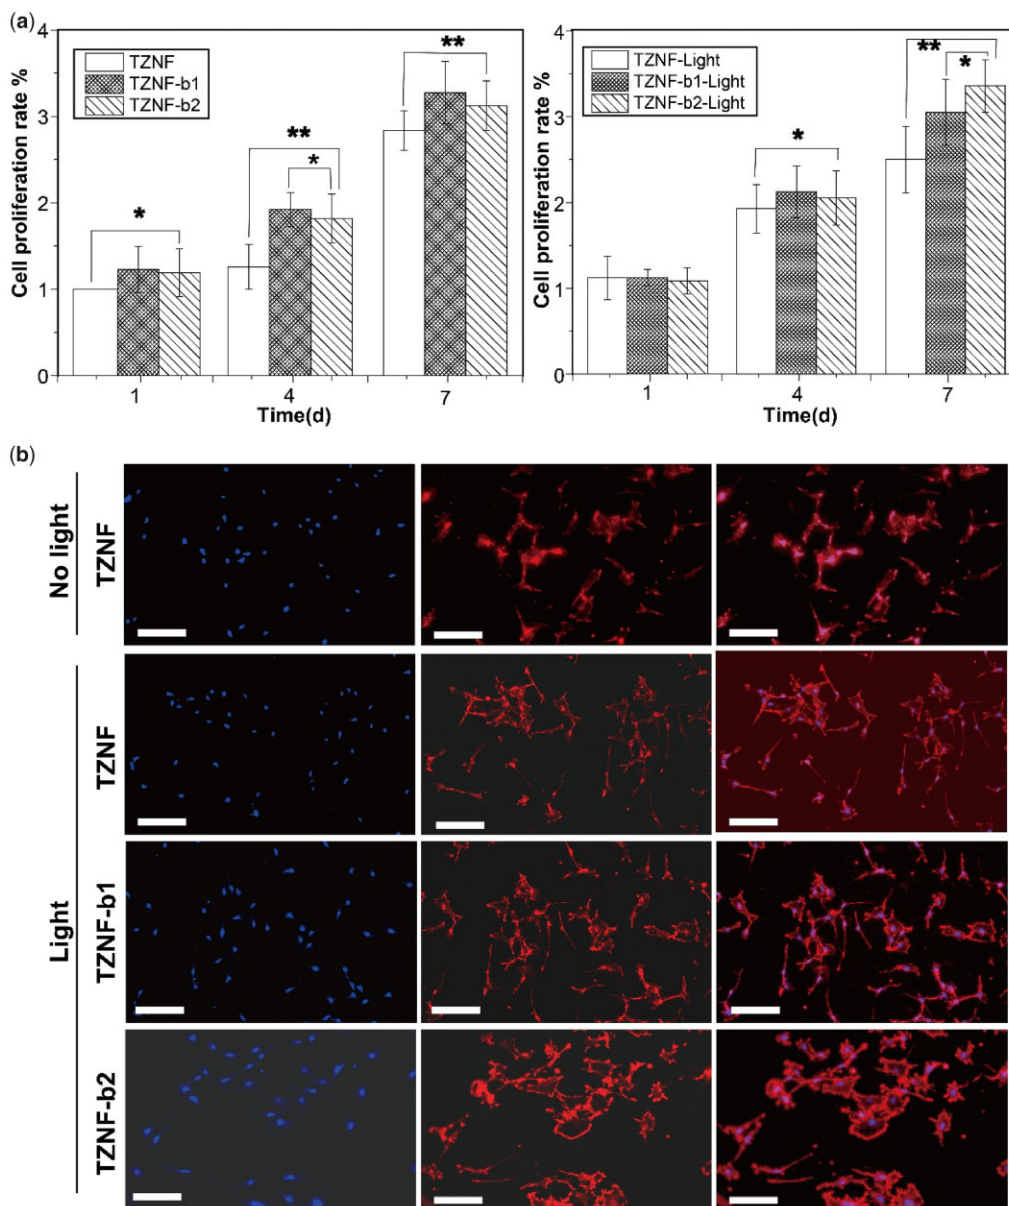 (a)
4
3
2
1
0
Cell proliferation rate %
TZNF
TZNF-b1
TZNF-b2
*
**
*
**
1
4
7
Time(d)
4
3
2
1
0
Cell proliferation rate %
TZNF-Light
TZNF-b1-Light
TZNF-b2-Light
*
**
*
1
4
7
Time(d)
(b)
No light
TZNF
Light
TZNF
TZNF-b1
TZNF-b2